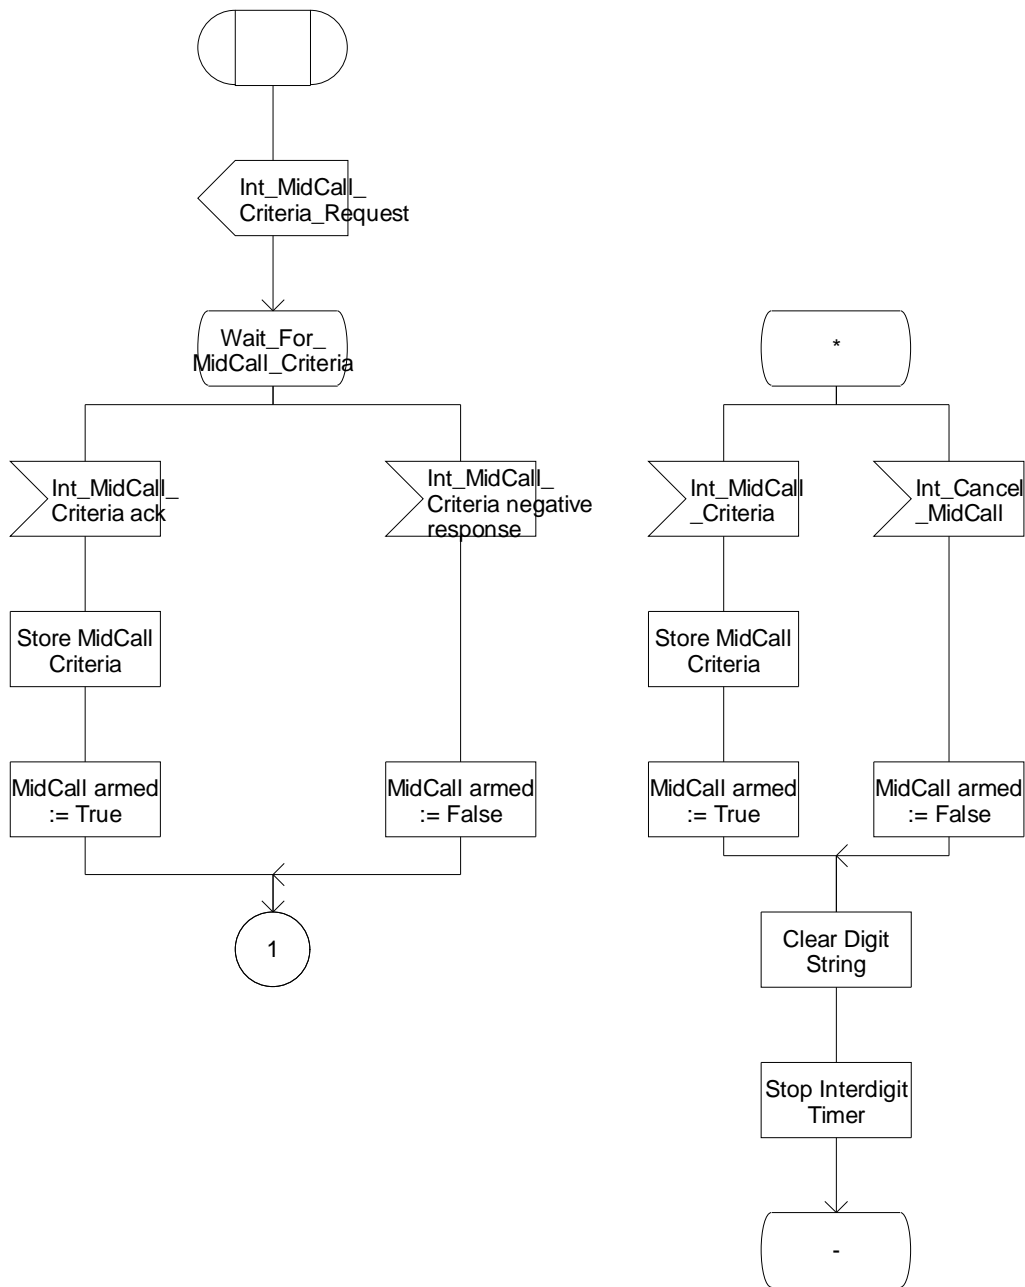 Int_MidCall_
Criteria_Request
Wait_For_
MidCall_Criteria
Int_MidCall_
Criteria ack
Int_MidCall_
Criteria negative
response
Store MidCall
Criteria
MidCall armed
:= True
MidCall armed
:= False
1
*
Int_MidCall
_Criteria
Int_Cancel
_MidCall
Store MidCall
Criteria
MidCall armed
:= True
MidCall armed
:= False
Clear Digit
String
Stop Interdigit
Timer
-